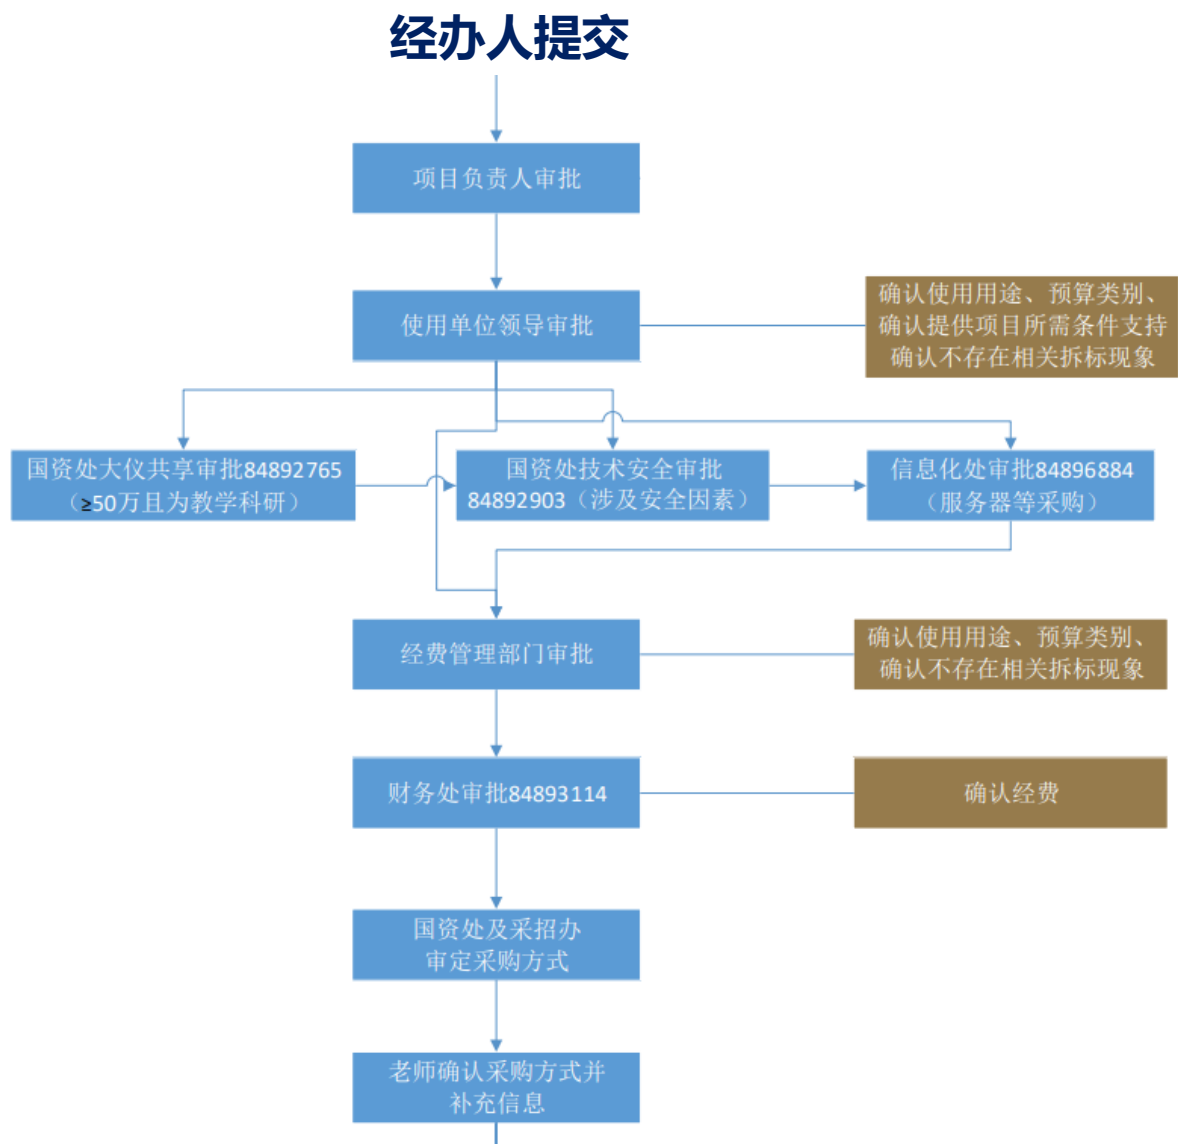 经办人提交
项目负责人审批
使用单位领导审批
确认使用用途、预算类别、
确认提供项目所需条件支持
确认不存在相关拆标现象
国资处大仪共享审批84892765
（≥50万且为教学科研）
国资处技术安全审批
84892903（涉及安全因素）
信息化处审批84896884
（服务器等采购）
经费管理部门审批
确认使用用途、预算类别、
确认不存在相关拆标现象
财务处审批84893114
确认经费
国资处及采招办
审定采购方式
老师确认采购方式并
补充信息